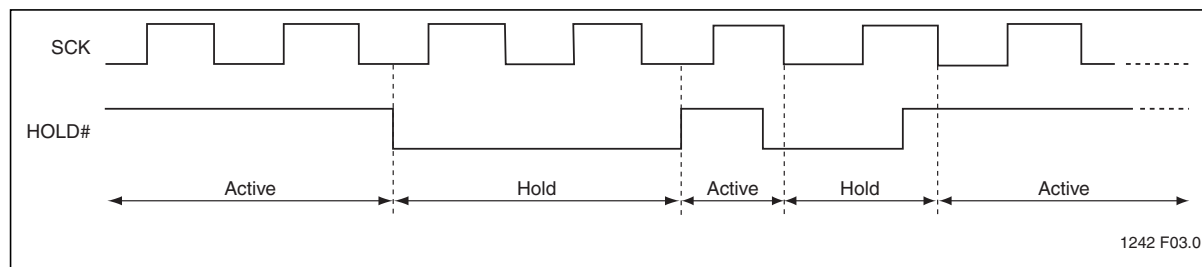 SCK
HOLD#
Active
Hold
Active
Hold
Active
1242 F03.0